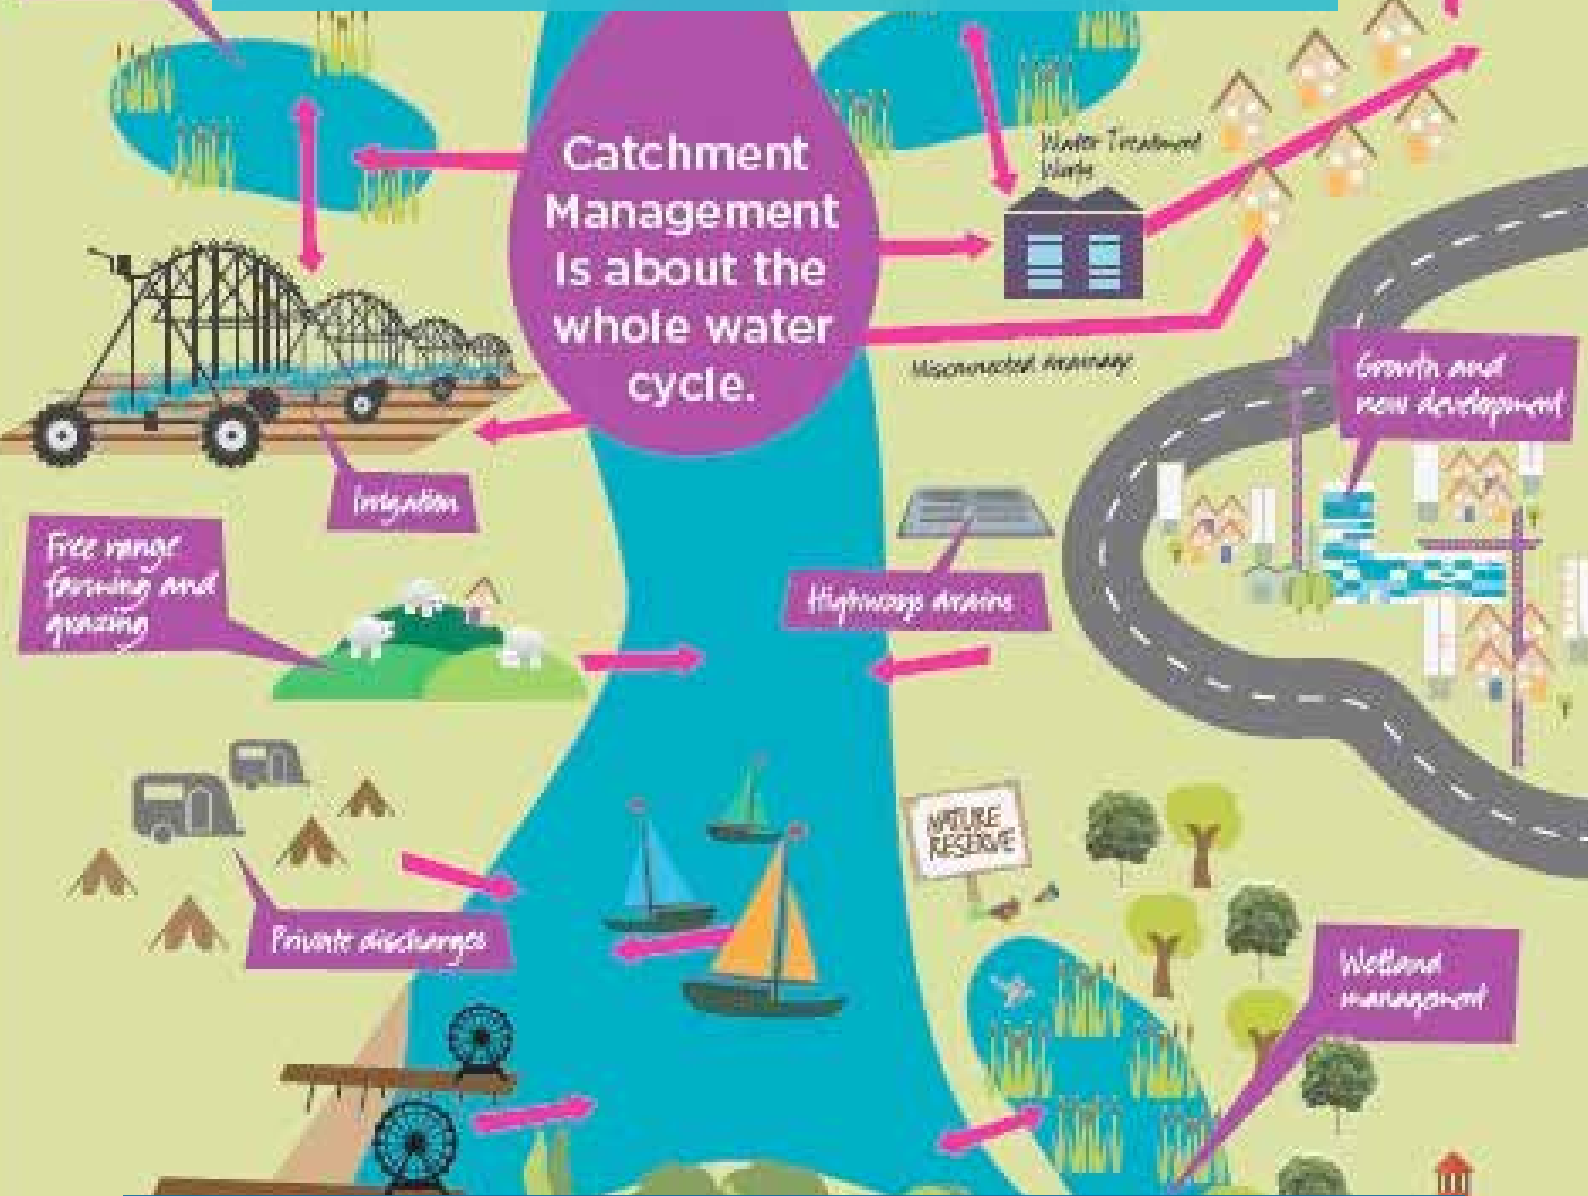 Catchment
Management
is about the
whole water
cycle.
Water Treatment
Works
Misconnected drainage
Growth and
new development
Irrigation
Free range
farming and
grazing
Highways drains
NATURE
RESERVE
Private discharges
Wetland
management